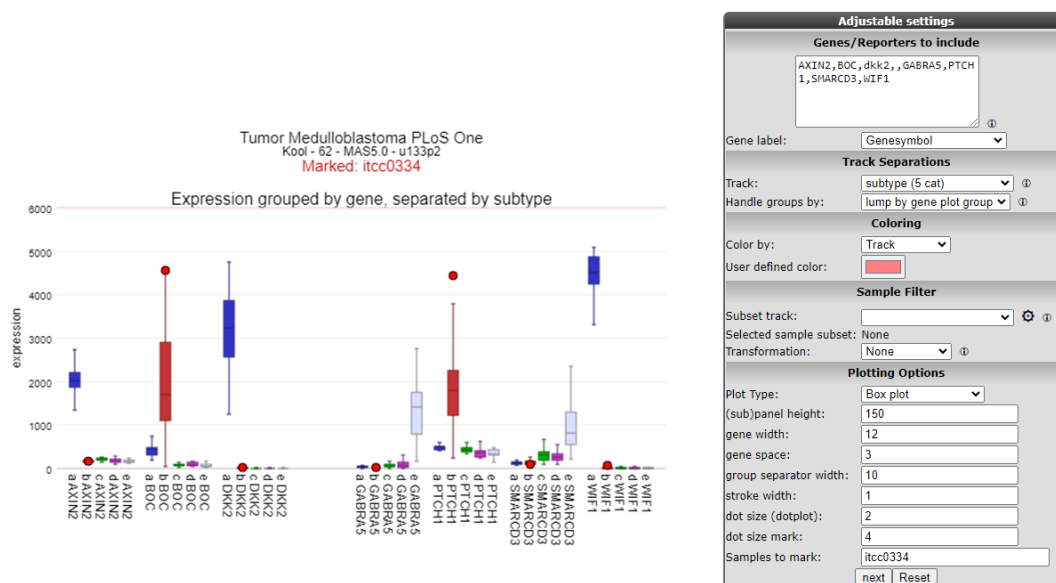 Tumor Medulloblastoma PLoS One
Kool - 62 - MAS5.0 - u133p2
Marked: itcc0334
Expression grouped by gene, separated by subtype
expression
6000
5000
4000
3000
2000
1000
0
a AXIN2
b AXIN2
c AXIN2
d AXIN2
e AXIN2
a BOC
b BOC
c BOC
d BOC
e BOC
a DKK2
b DKK2
c DKK2
d DKK2
e DKK2
a GABRA5
b GABRA5
c GABRA5
d GABRA5
e GABRA5
a PTCH1
b PTCH1
c PTCH1
d PTCH1
e PTCH1
a SMARCD3
b SMARCD3
c SMARCD3
d SMARCD3
e SMARCD3
a WIF1
b WIF1
c WIF1
d WIF1
e WIF1
Adjustable settings
Genes/Reporters to include
AXIN2,BOC,dkk2,,GABRA5,PTCH
1,SMARCD3,WIF1
Gene label: Genesymbol
Track Separations
Track: subtype (5 cat)
Handle groups by: lump by gene plot group
Coloring
Color by: Track
User defined color:
Sample Filter
Subset track:
Selected sample subset: None
Transformation: None
Plotting Options
Plot Type: Box plot
(sub)panel height: 150
gene width: 12
gene space: 3
group separator width: 10
stroke width: 1
dot size (dotplot): 2
dot size mark: 4
Samples to mark: itcc0334
next Reset